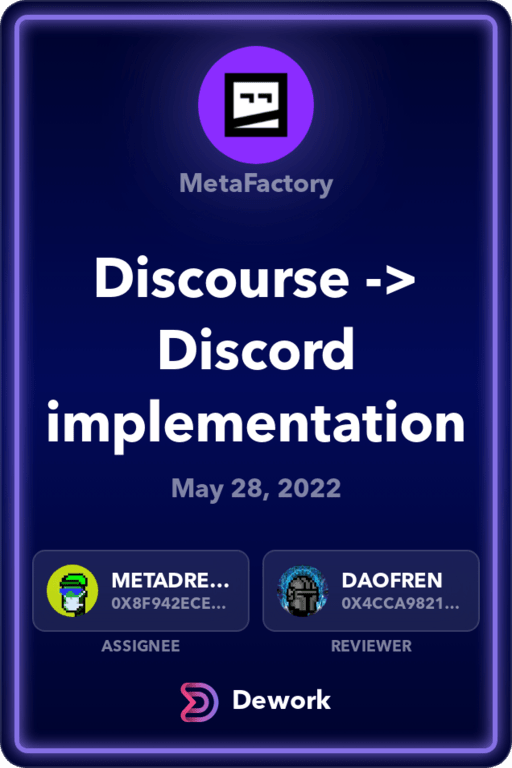 MetaFactory
Discourse ->
Discord
implementation
May 28, 2022
METADRE...
0X8F942ECE...
ASSIGNEE
DAOFREN
0X4CCA9821...
REVIEWER
Dework